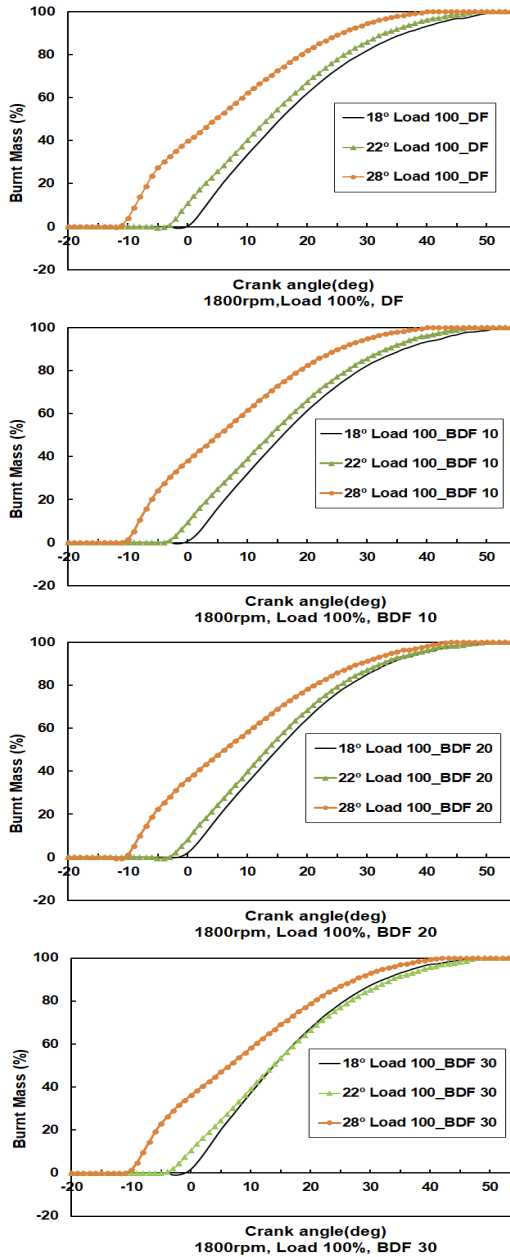 100
80
60
40
20
0
-20
Burnt Mass (%)
18º Load 100_DF
22º Load 100_DF
28º Load 100_DF
-20 -10 0 10 20 30 40 50
Crank angle(deg)
1800rpm,Load 100%, DF
100
80
60
40
20
0
-20
Burnt Mass (%)
18º Load 100_BDF 10
22º Load 100_BDF 10
28º Load 100_BDF 10
-20 -10 0 10 20 30 40 50
Crank angle(deg)
1800rpm, Load 100%, BDF 10
100
80
60
40
20
0
-20
Burnt Mass (%)
18º Load 100_BDF 20
22º Load 100_BDF 20
28º Load 100_BDF 20
-20 -10 0 10 20 30 40 50
Crank angle(deg)
1800rpm, Load 100%, BDF 20
100
80
60
40
20
0
-20
Burnt Mass (%)
18º Load 100_BDF 30
22º Load 100_BDF 30
28º Load 100_BDF 30
-20 -10 0 10 20 30 40 50
Crank angle(deg)
1800rpm, Load 100%, BDF 30